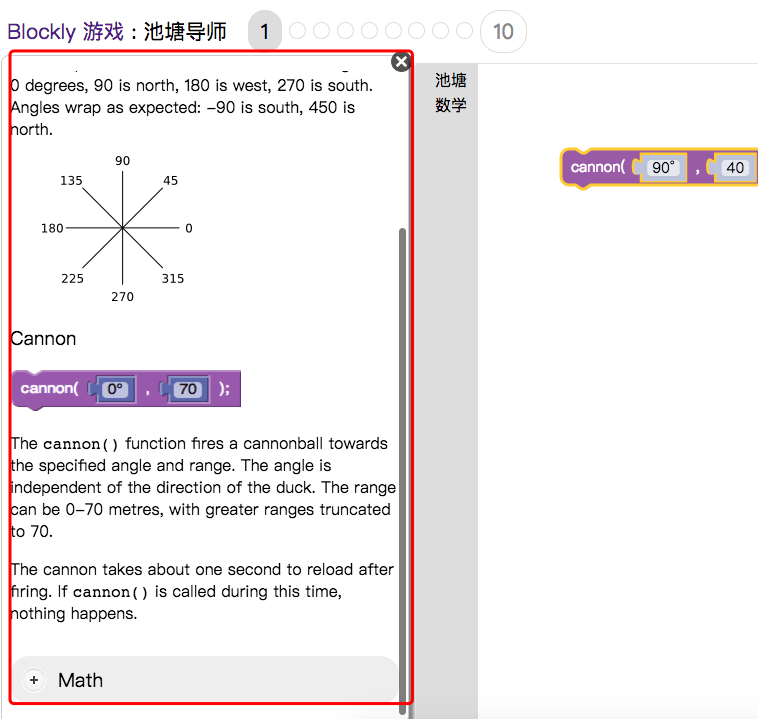 Blockly 游戏 : 池塘导师 1 10
0 degrees, 90 is north, 180 is west, 270 is south.
Angles wrap as expected: −90 is south, 450 is
north.
90
135 45
180 0
225 315
270
Cannon
cannon( 0° , 70 );
The cannon() function fires a cannonball towards
the specified angle and range. The angle is
independent of the direction of the duck. The range
can be 0–70 metres, with greater ranges truncated
to 70.
The cannon takes about one second to reload after
firing. If cannon() is called during this time,
nothing happens.
+ Math
池塘
数学
cannon( 90° , 40